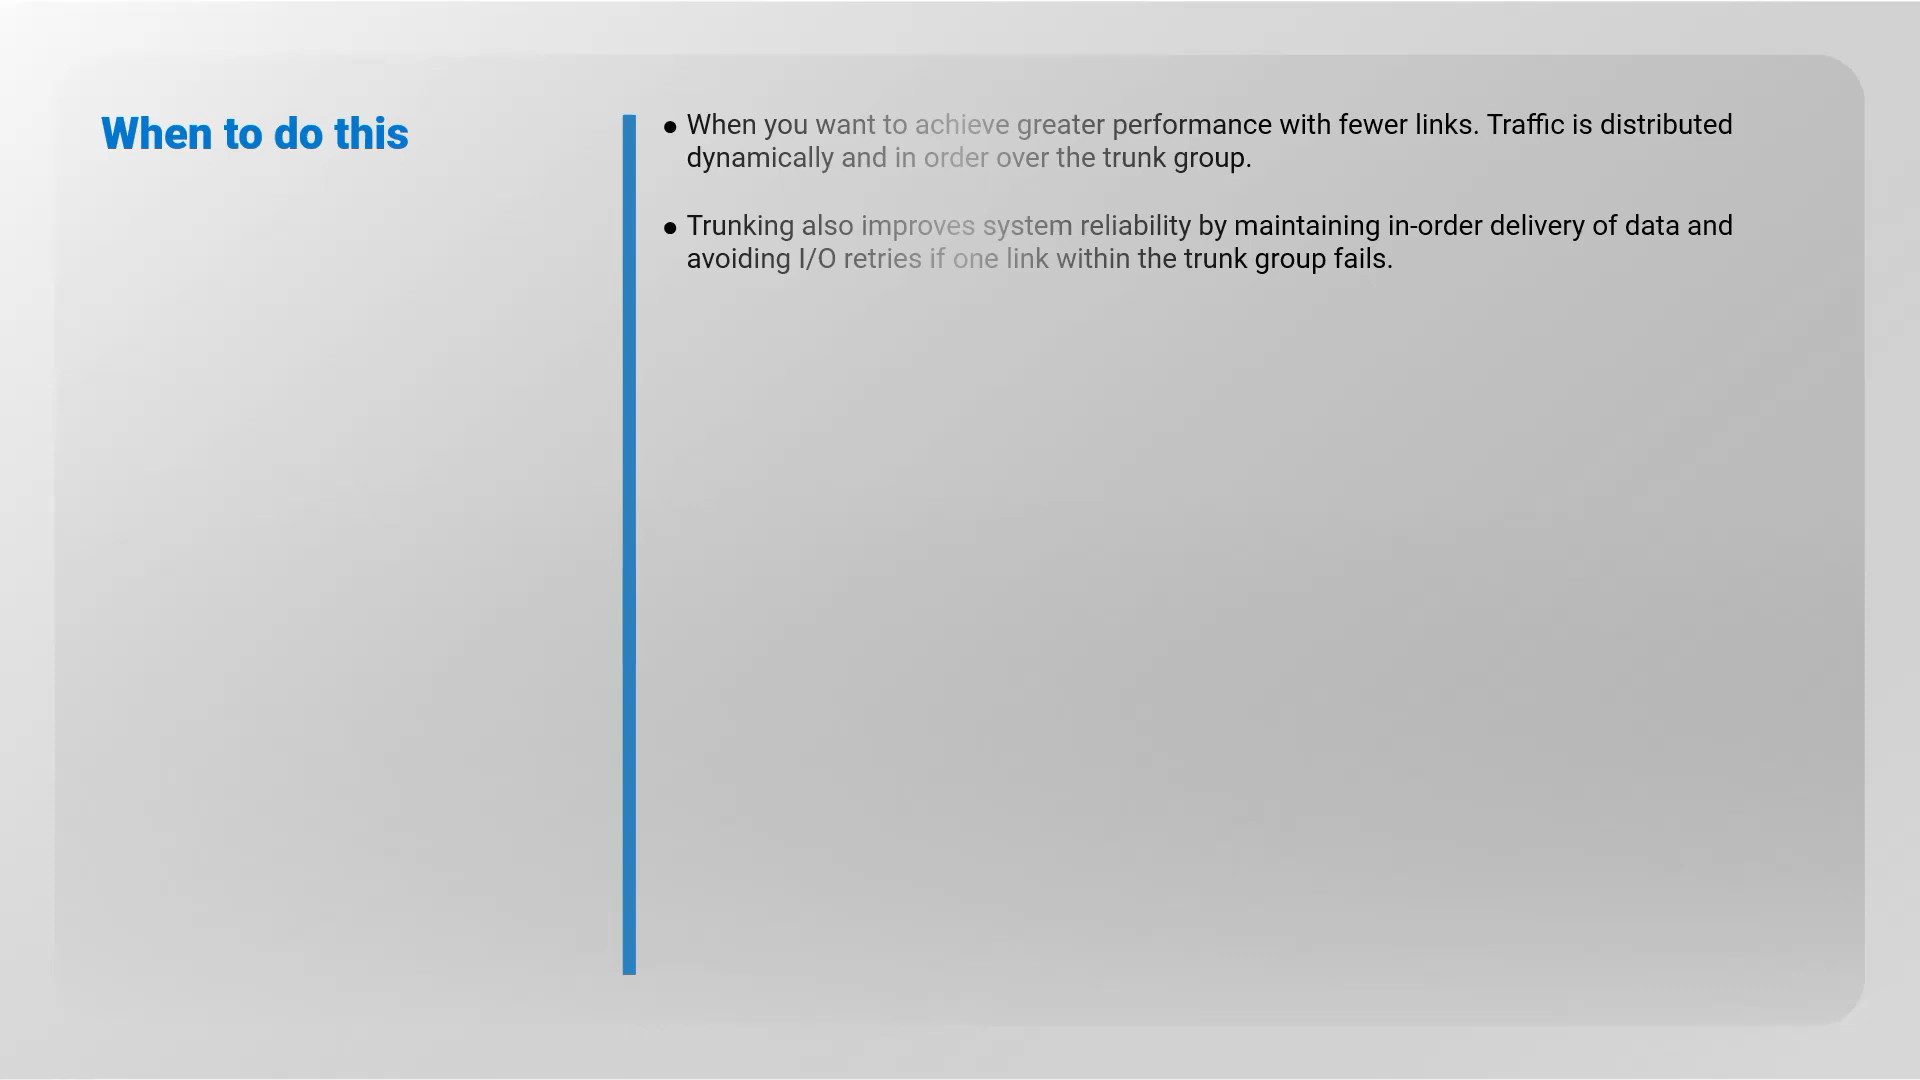 When to do this
● When you want to achieve greater performance with fewer links. Traffic is distributed
dynamically and in order over the trunk group.
● Trunking also improves system reliability by maintaining in-order delivery of data and
avoiding I/O retries if one link within the trunk group fails.